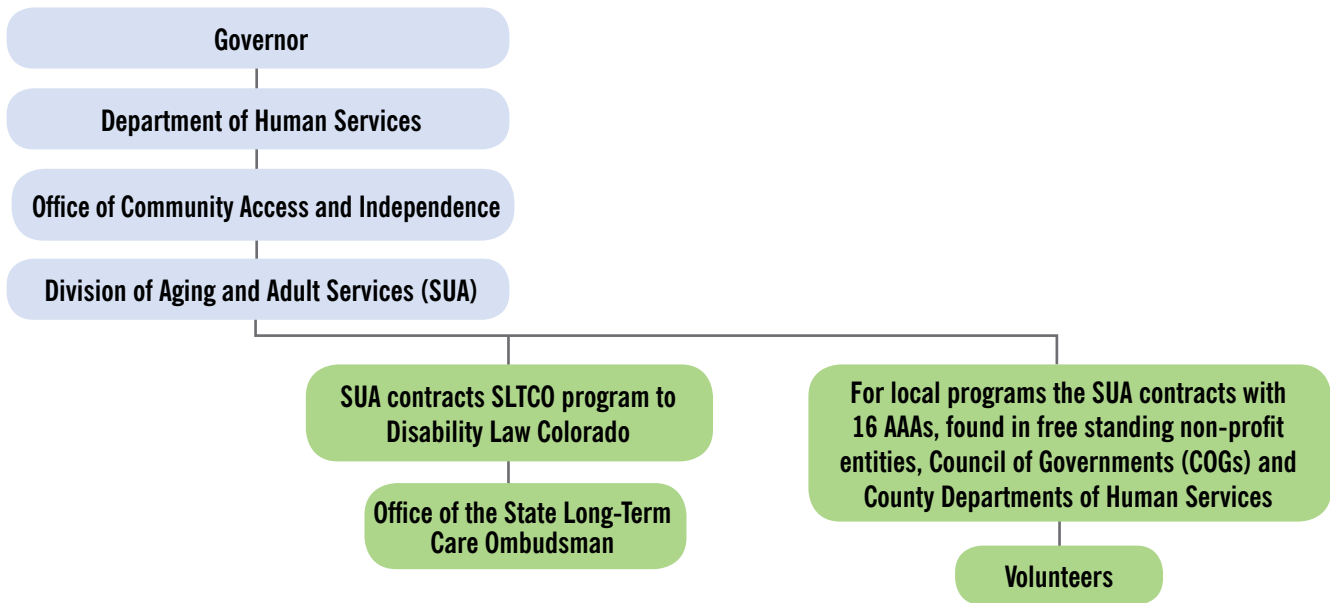 Governor
Department of Human Services
Office of Community Access and Independence
Division of Aging and Adult Services (SUA)
SUA contracts SLTCO program to
Disability Law Colorado
Office of the State Long-Term
Care Ombudsman
For local programs the SUA contracts with
16 AAAs, found in free standing non-profit
entities, Council of Governments (COGs) and
County Departments of Human Services
Volunteers